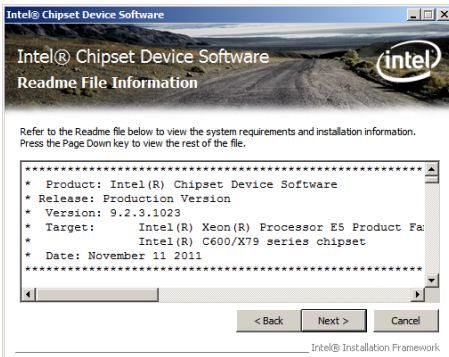 Intel® Chipset Device Software
Intel® Chipset Device Software
Readme File Information
intel
Refer to the Readme file below to view the system requirements and installation information.
Press the Page Down key to view the rest of the file.
************************************************************
*  Product: Intel(R) Chipset Device Software
* Release: Production Version
*  Version: 9.2.3.1023
*  Target:     Intel(R) Xeon(R) Processor E5 Product Fa
*              Intel(R) C600/X79 series chipset
*  Date: November 11 2011
************************************************************
< Back Next > Cancel
Intel® Installation Framework